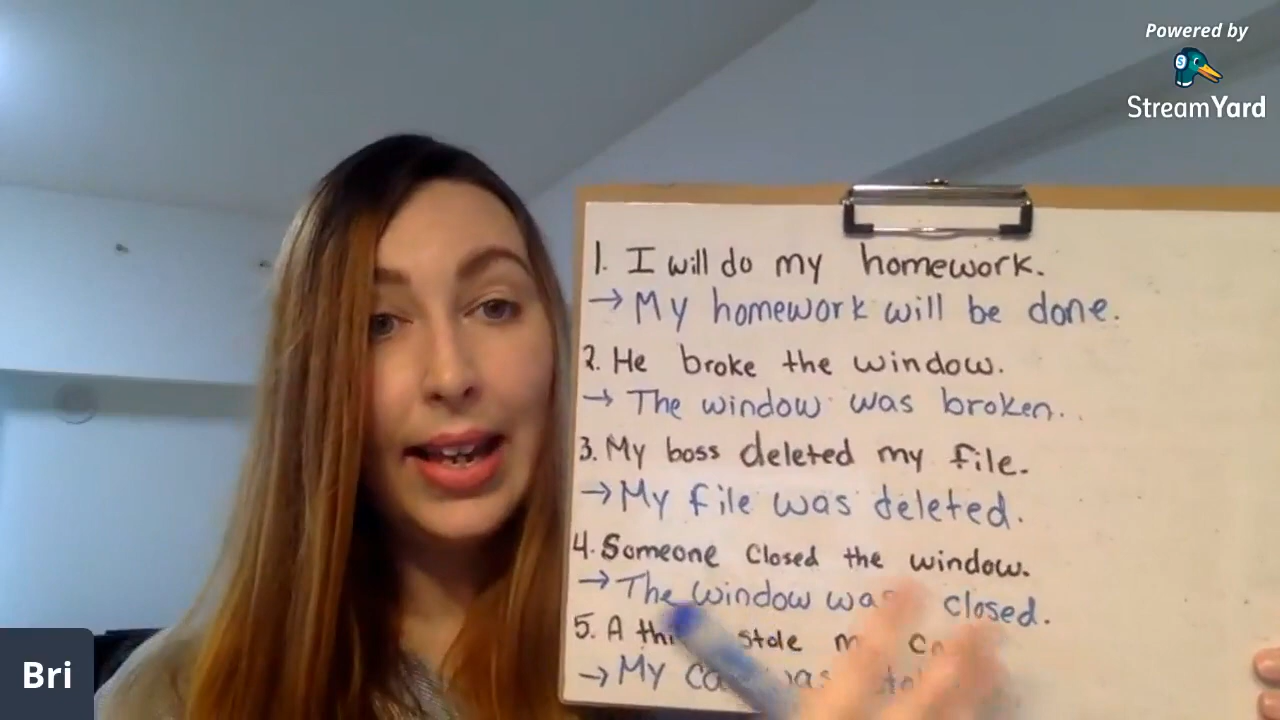 Powered by
StreamYard
1. I will do my homework.
→ My homework will be done.
2. He broke the window.
→ The window was broken.
3. My boss deleted my file.
→ My file was deleted.
4. Someone closed the window.
→ The window was closed.
5. A stole
→ My
Bri